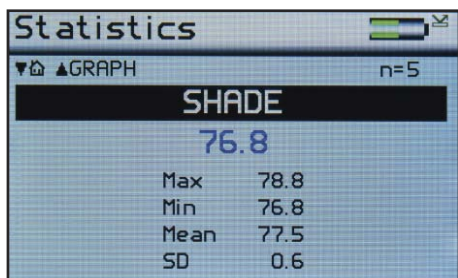 Statistics
▼⌂ ▲GRAPH n=5
SHADE
76.8
Max 78.8
Min 76.8
Mean 77.5
SD 0.6